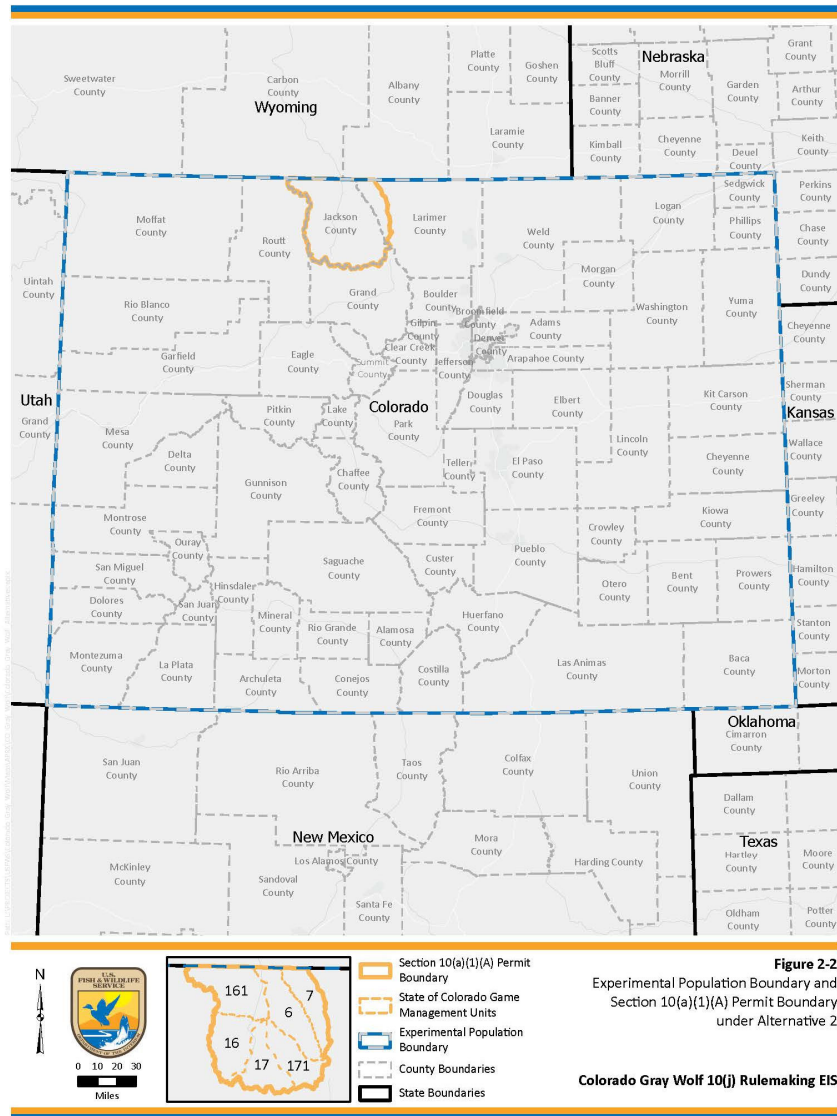 Platte
County
Goshen
County
Scotts
Bluff
County
Nebraska
Morrill
County
Grant
County
Sweetwater
County
Carbon
County
Albany
County
Garden
County
Arthur
County
Banner
County
Wyoming
Laramie
County
Kimball
County
Cheyenne
County
Deuel
County
Keith
County
Sedgwick
County
Perkins
County
Moffat
County
Jackson
County
Larimer
County
Logan
County
Routt
County
Weld
County
Phillips
County
Chase
County
Morgan
County
Dundy
County
Uintah
County
Grand
County
Boulder
County
Rio Blanco
County
Washington
County
Yuma
County
Broomfield
County
Gilpin
County
Adams
County
Cheyenne
County
Denver
County
Clear Creek
County
Jefferson
County
Arapahoe County
Eagle
County
Summit
County
Garfield
County
Sherman
County
Utah
Grand
County
Pitkin
County
Lake
County
Colorado
Park
County
Douglas
County
Elbert
County
Kit Carson
County
Kansas
Mesa
County
Lincoln
County
Wallace
County
Delta
County
Gunnison
County
Chaffee
County
Teller
County
El Paso
County
Cheyenne
County
Greeley
County
Fremont
County
Kiowa
County
Montrose
County
Crowley
County
Ouray
County
Saguache
County
Custer
County
Pueblo
County
San Miguel
County
Hamilton
County
Otero
County
Bent
County
Prowers
County
Hinsdale
County
Dolores
County
San Juan
County
Mineral
County
Rio Grande
County
Alamosa
County
Huerfano
County
Stanton
County
Montezuma
County
La Plata
County
Archuleta
County
Conejos
County
Costilla
County
Las Animas
County
Baca
County
Morton
County
Oklahoma
Cimarron
County
San Juan
County
Rio Arriba
County
Taos
County
Colfax
County
Union
County
Dallam
County
New Mexico
Mora
County
Texas
McKinley
County
Los Alamos County
Sandoval
County
Harding County
Hartley
County
Moore
County
Santa Fe
County
Oldham
County
Potter
County
N
U.S.
FISH & WILDLIFE
SERVICE
DEPARTMENT OF THE INTERIOR
0 10 20 30
Miles
161
7
6
16
17
171
Section 10(a)(1)(A) Permit
Boundary
State of Colorado Game
Management Units
Experimental Population
Boundary
County Boundaries
State Boundaries
Figure 2-2
Experimental Population Boundary and
Section 10(a)(1)(A) Permit Boundary
under Alternative 2
Colorado Gray Wolf 10(j) Rulemaking EIS